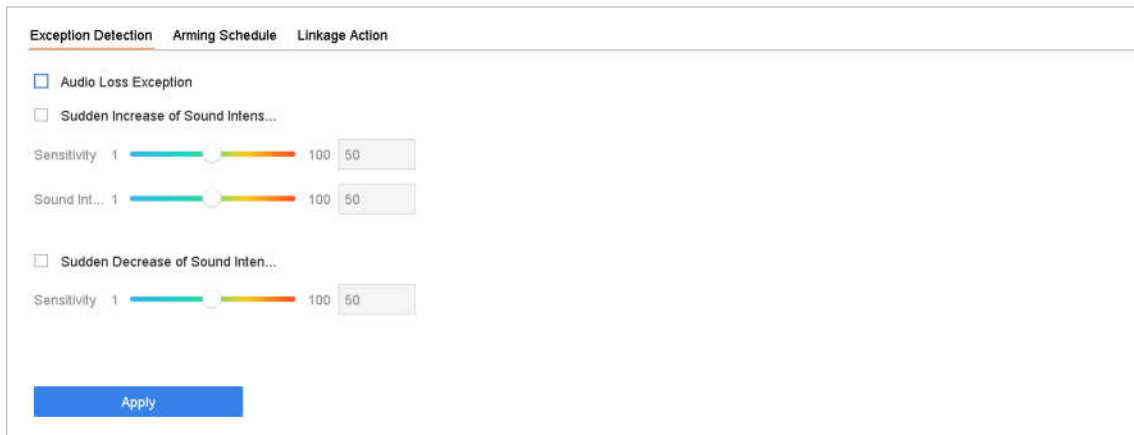 Exception Detection Arming Schedule Linkage Action
Audio Loss Exception
Sudden Increase of Sound Intens...
Sensitivity 1 100 50
Sound Int... 1 100 50
Sudden Decrease of Sound Inten...
Sensitivity 1 100 50
Apply